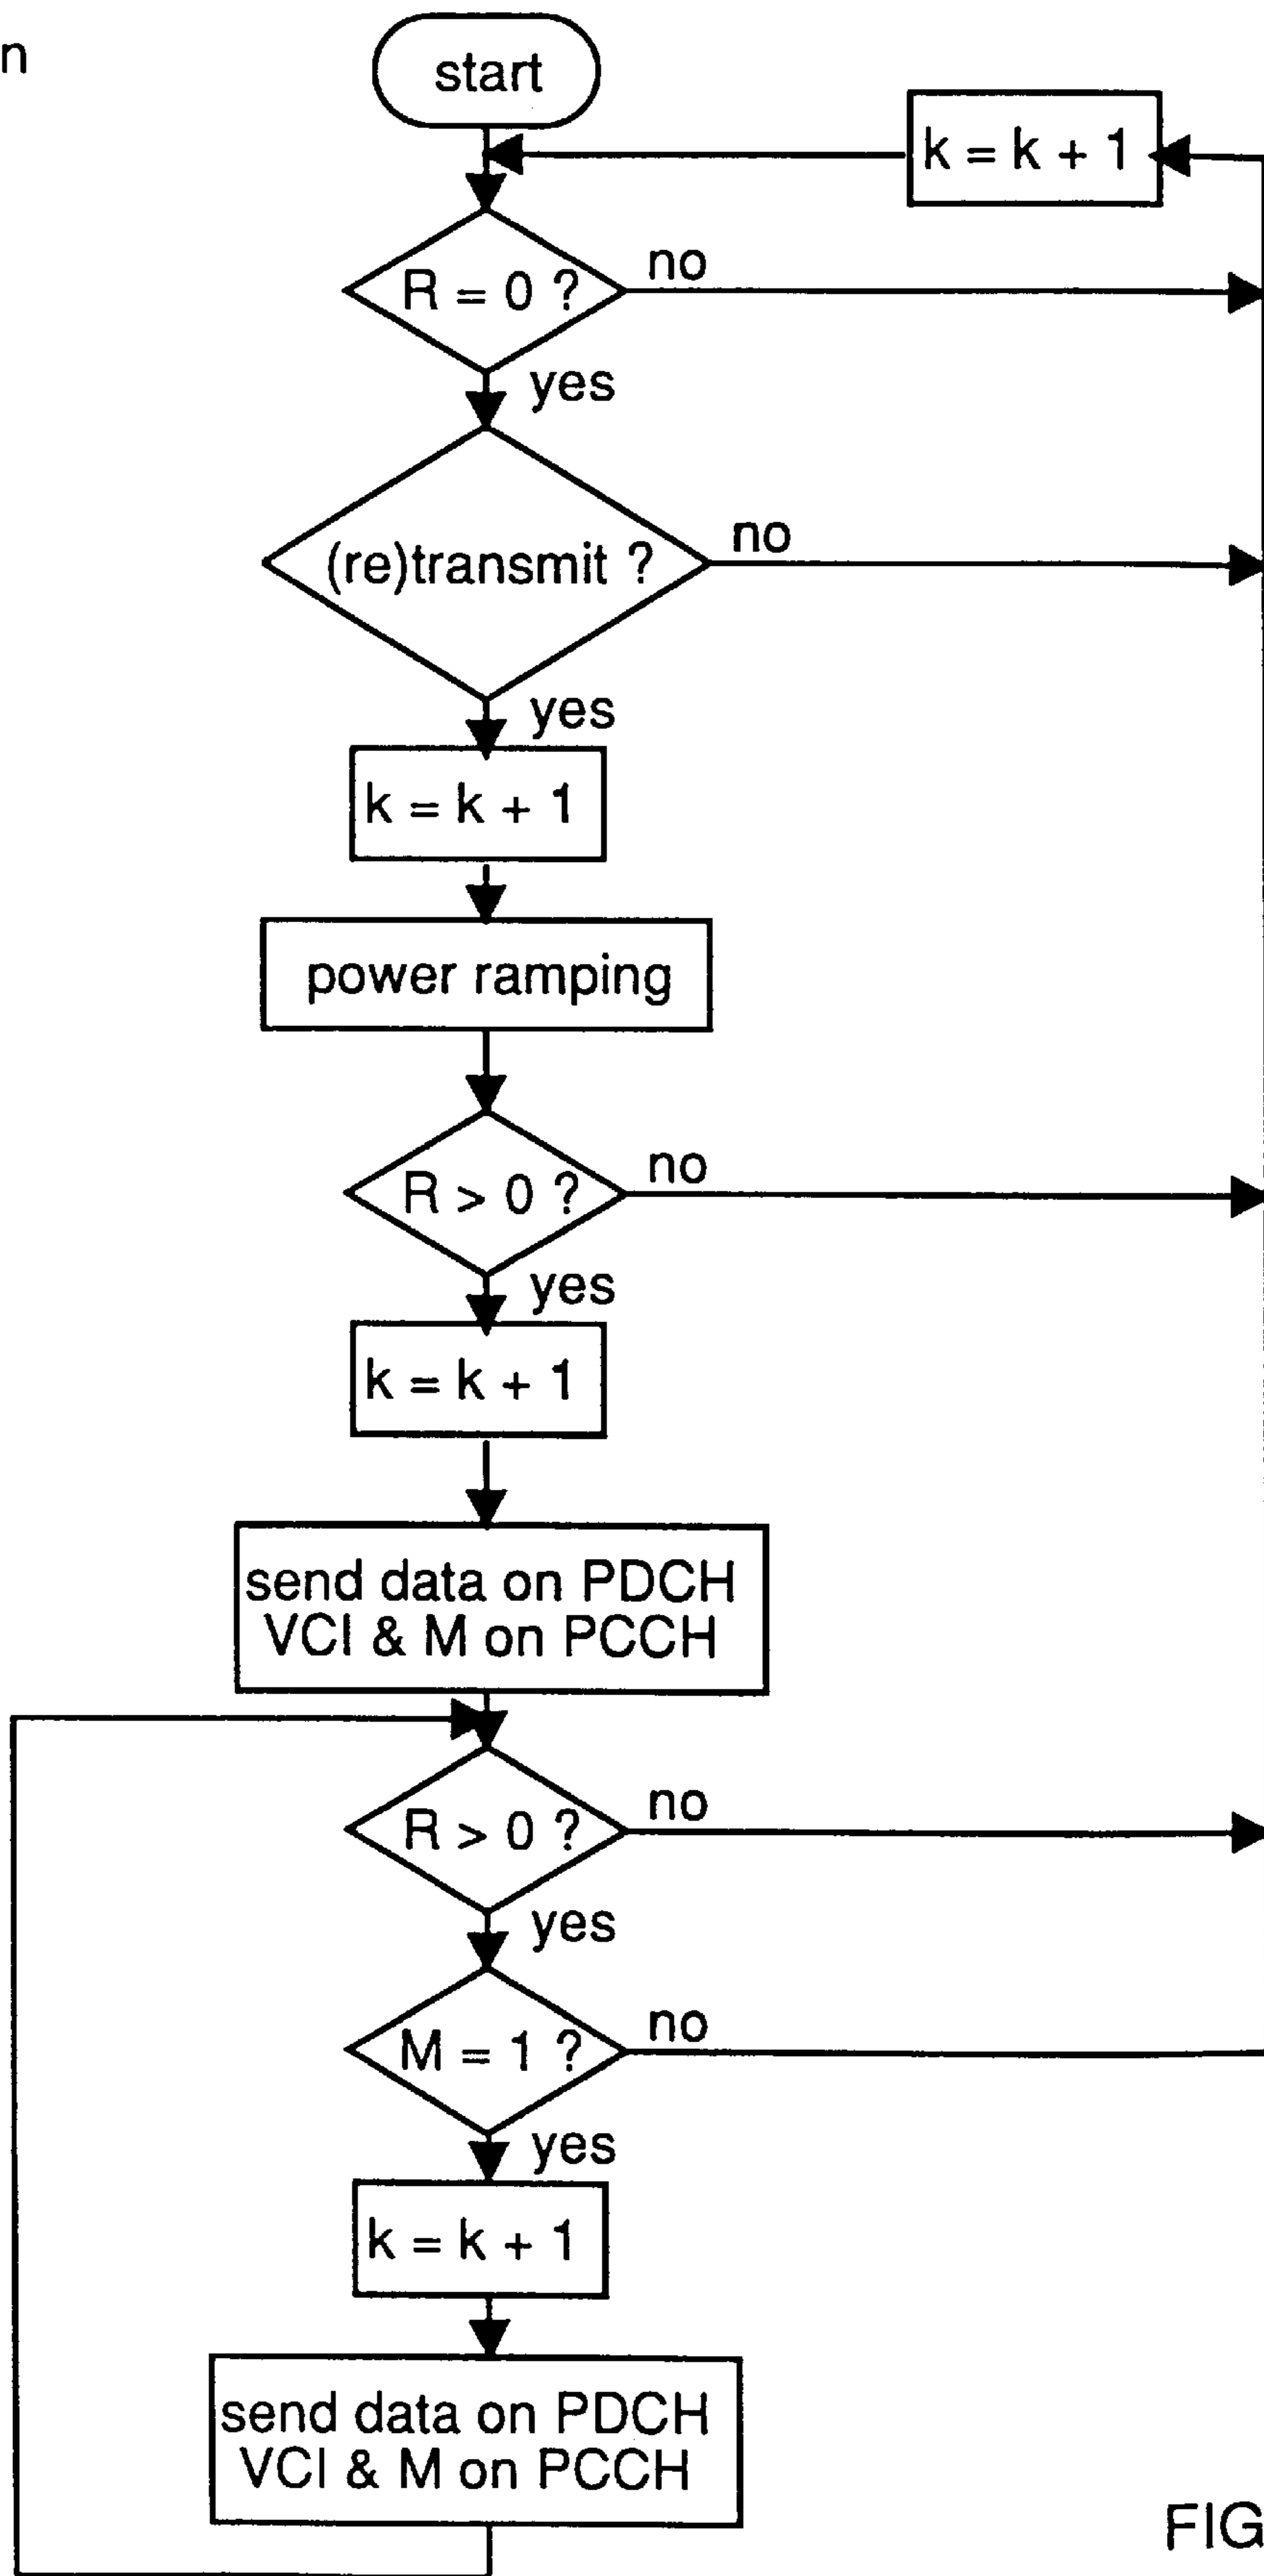 n
start
k = k + 1
R = 0 ?
no
yes
(re)transmit ?
no
yes
k = k + 1
power ramping
R > 0 ?
no
yes
k = k + 1
send data on PDCH
VCI & M on PCCH
R > 0 ?
no
yes
M = 1 ?
no
yes
k = k + 1
send data on PDCH
VCI & M on PCCH
FIG